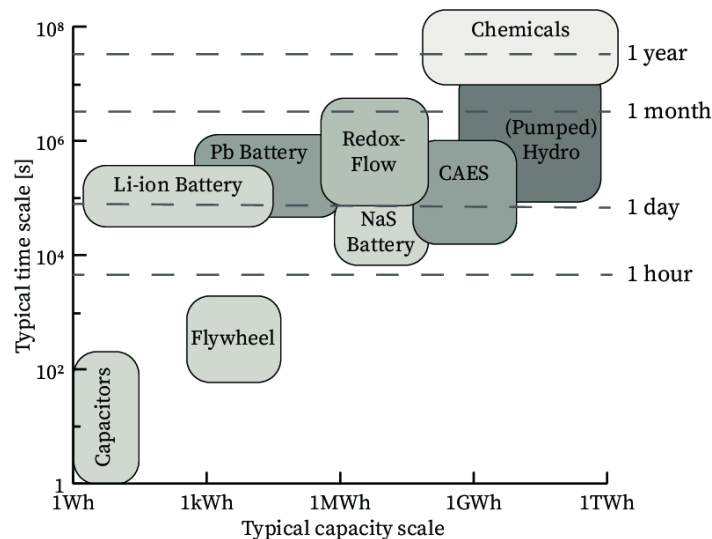 10⁸
Chemicals
1 year
1 month
(Pumped)
Hydro
10⁶
Redox-
Flow
Pb Battery
CAES
Li-ion Battery
1 day
NaS
Battery
10⁴
1 hour
Flywheel
10²
Capacitors
1
1Wh
1kWh
1MWh
1GWh
1TWh
Typical capacity scale
Typical time scale [s]